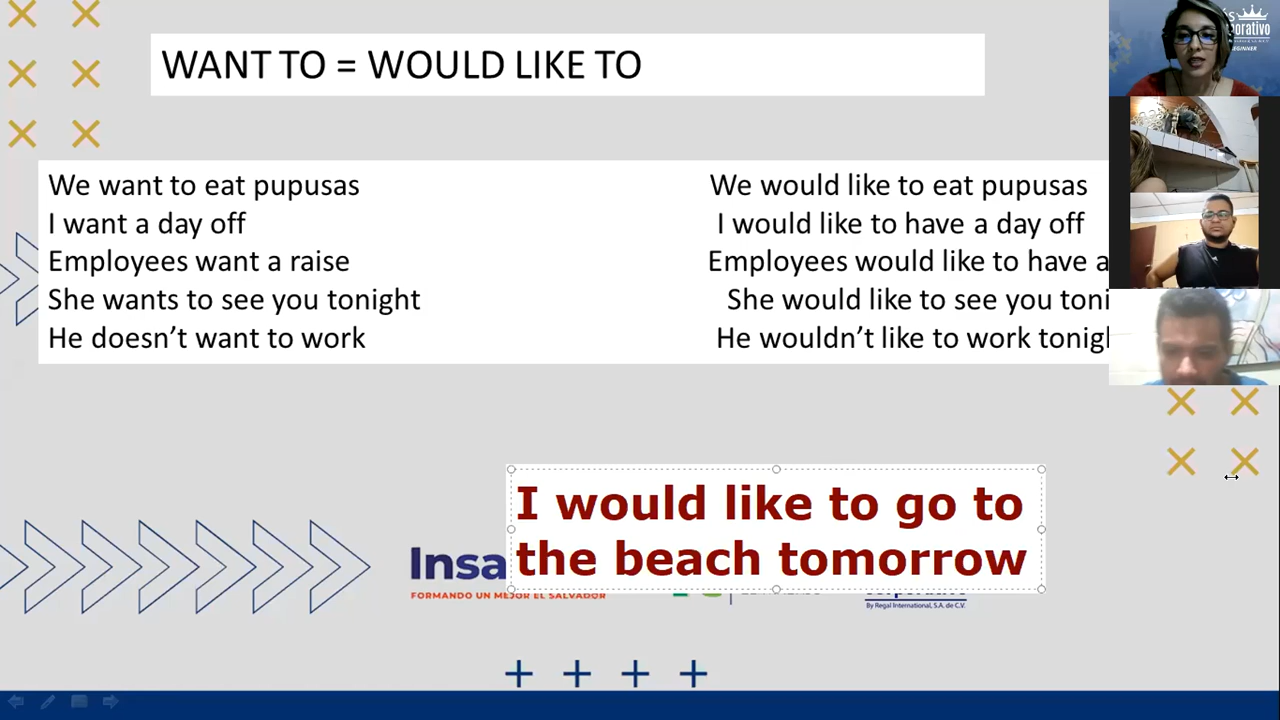 WANT TO = WOULD LIKE TO
We want to eat pupusas
I want a day off
Employees want a raise
She wants to see you tonight
He doesn't want to work
We would like to eat pupusas
I would like to have a day off
Employees would like to have a
She would like to see you
He wouldn't like to work
I would like to go to
the beach tomorrow
Insa
FORMANDO UN MEJOR EL SALVADOR
By Regal International, S.A. de C.V.